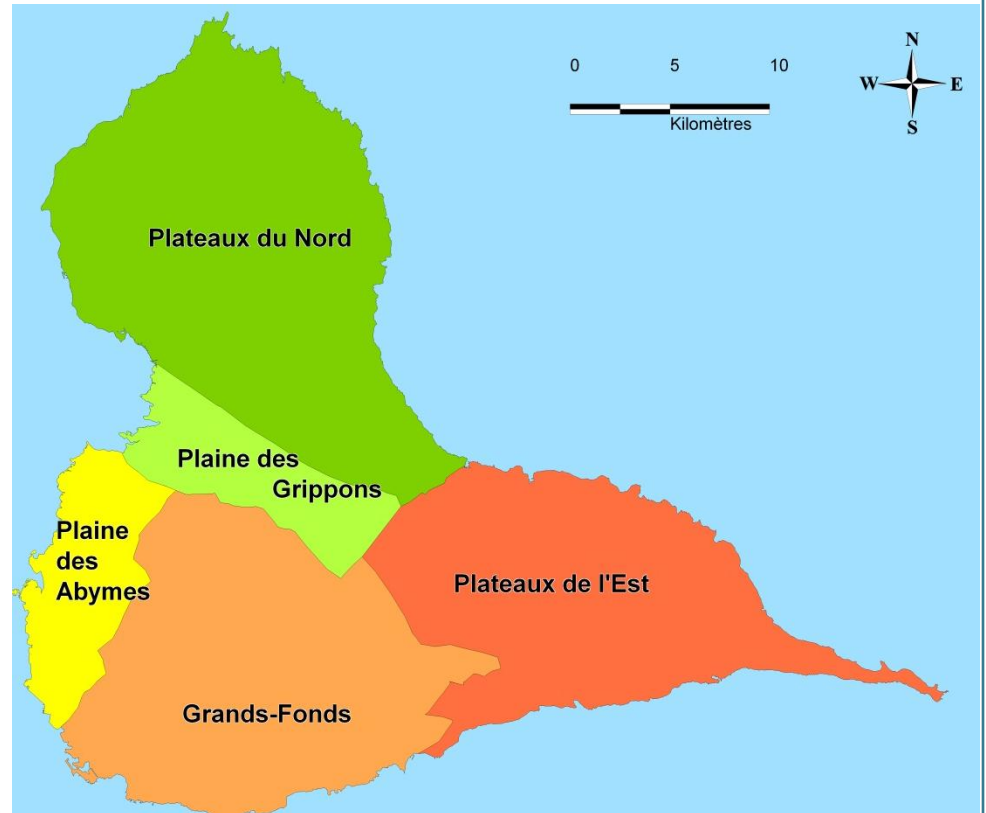 N
0 5 10
W E
Kilomètres
S
Plateaux du Nord
Plaine des
Grippons
Plaine
des
Abymes
Plateaux de l'Est
Grands-Fonds